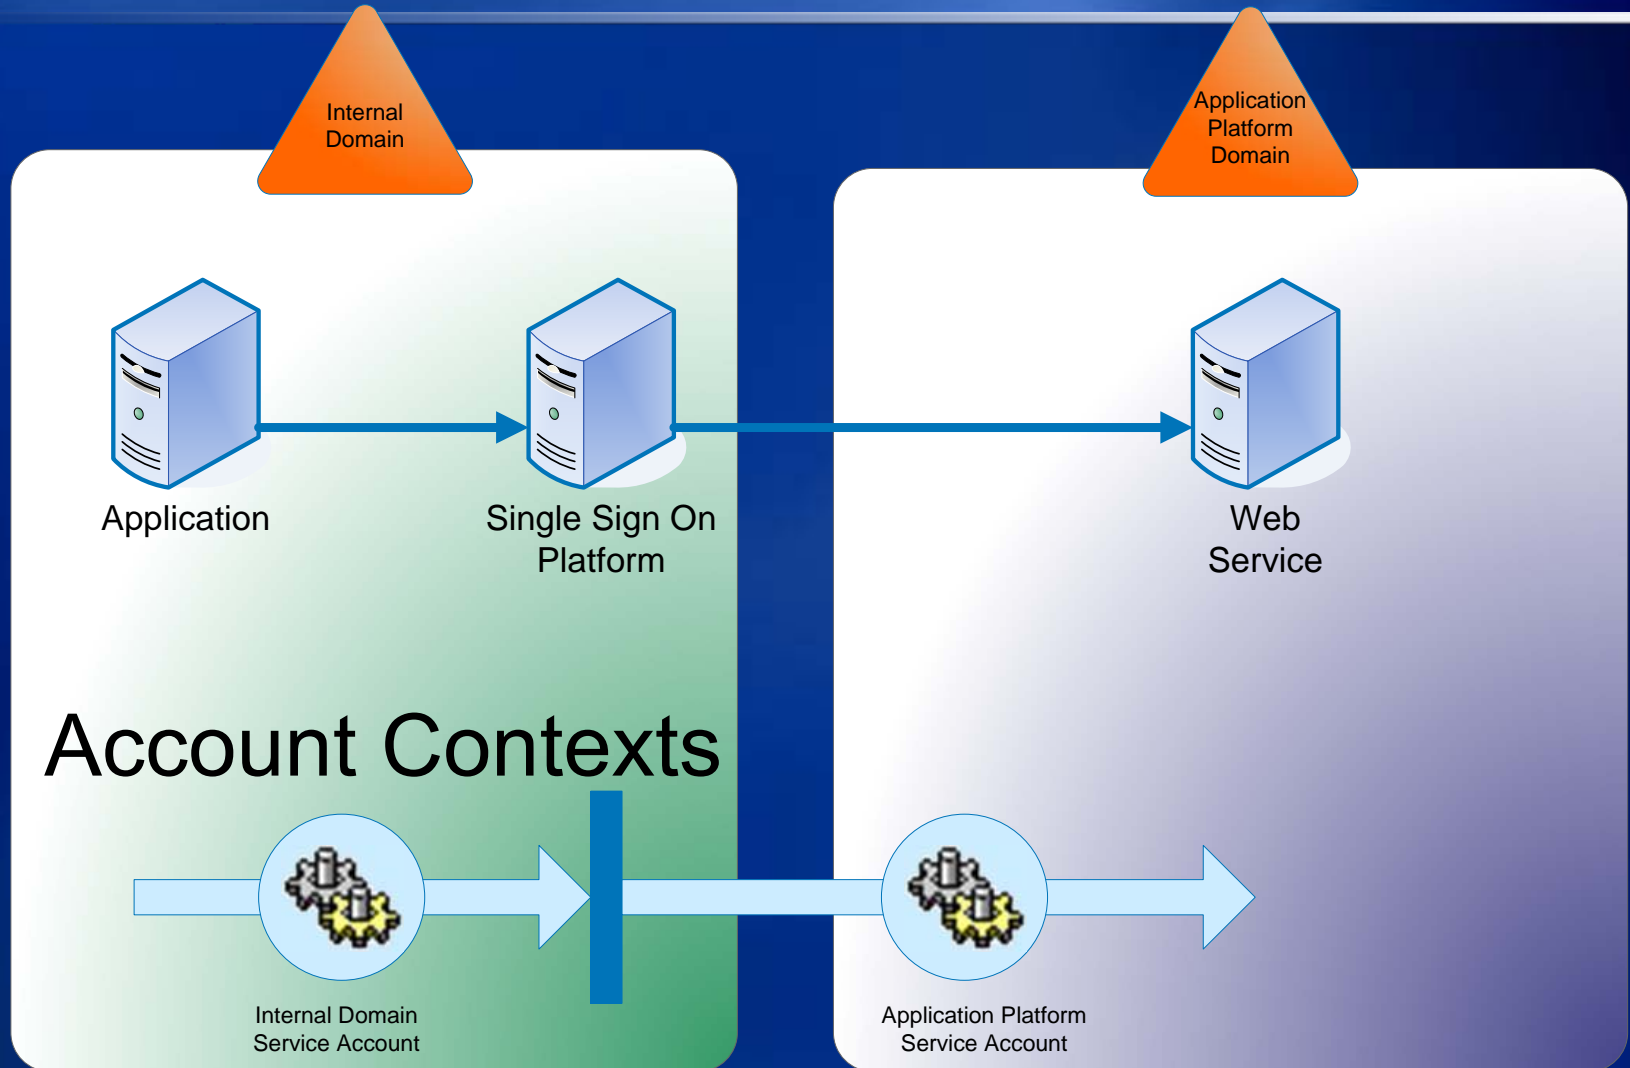 Internal
Domain
Application
Platform
Domain
Application
Single Sign On
Platform
Web
Service
Account Contexts
Internal Domain
Service Account
Application Platform
Service Account